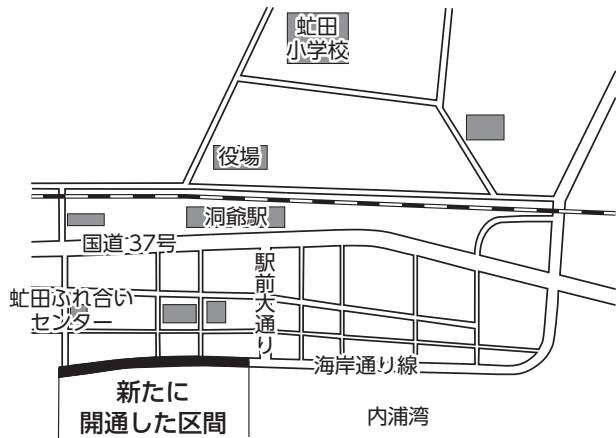 虻田
小学校
役場
洞爺駅
国道37号
駅前大通り
虻田ふれ合い
センター
海岸通り線
新たに
開通した区間
内浦湾